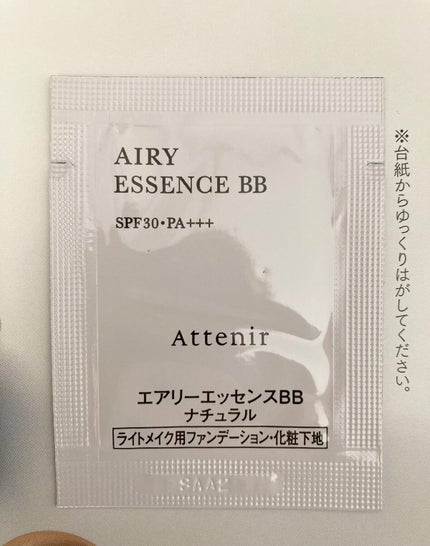 AIRY
ESSENCE BB
SPF30・PA+++
Attenir
エアリーエッセンスBB
ナチュラル
ライトメイク用ファンデーション・化粧下地
※台紙からゆっくりはがしてください。